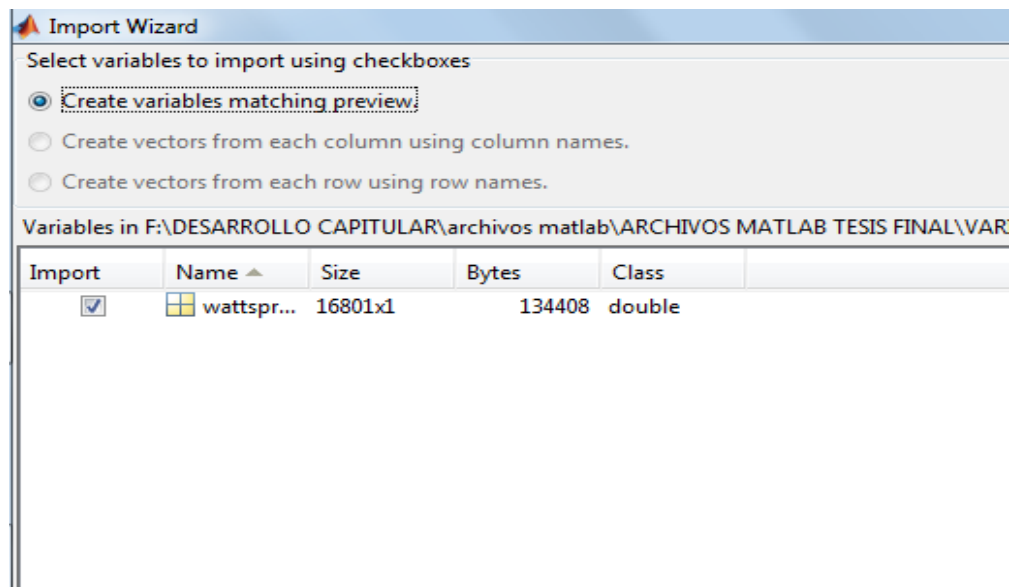 Import Wizard
Select variables to import using checkboxes
Create variables matching preview.
Create vectors from each column using column names.
Create vectors from each row using row names.
Variables in F:\DESARROLLO CAPITULAR\archivos matlab\ARCHIVOS MATLAB TESIS FINAL\VARI
Import Name Size Bytes Class
wattspr... 16801x1 134408 double